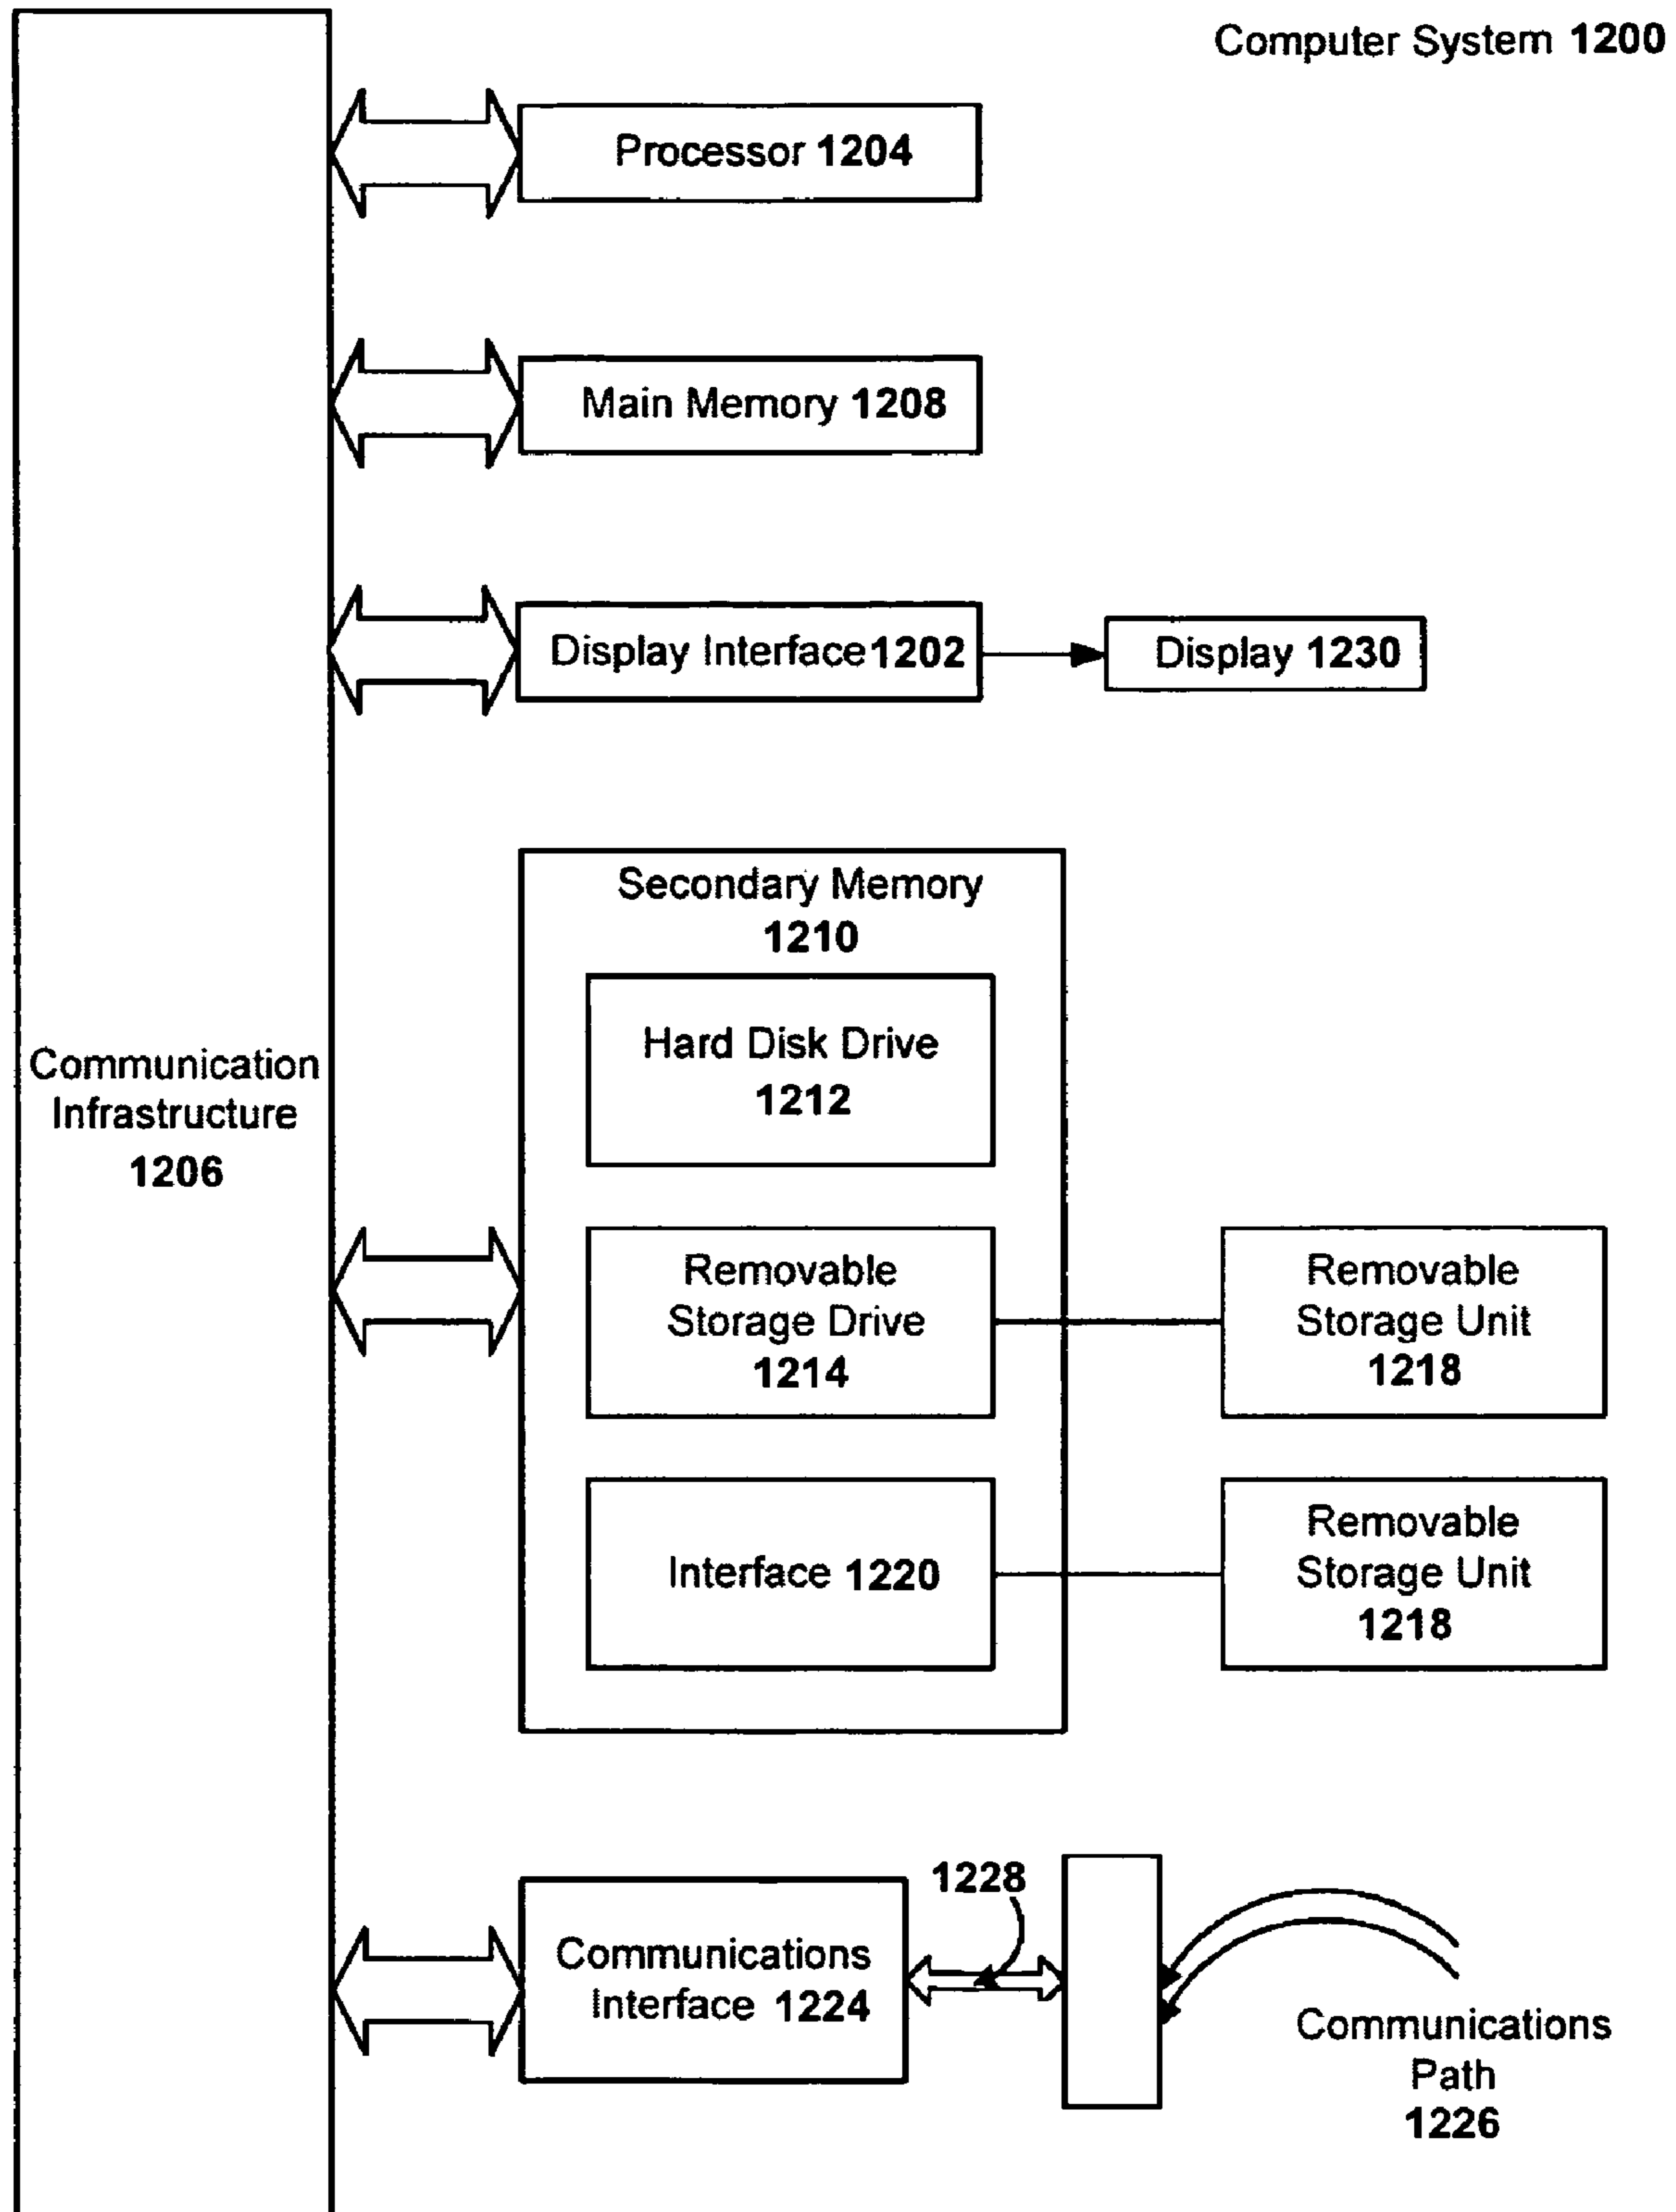 Computer System 1200
Processor 1204
Main Memory 1208
Display Interface 1202
Display 1230
Secondary Memory
1210
Hard Disk Drive
1212
Communication
Infrastructure
1206
Removable
Storage Drive
1214
Removable
Storage Unit
1218
Interface 1220
Removable
Storage Unit
1218
1228
Communications
Interface 1224
Communications
Path
1226